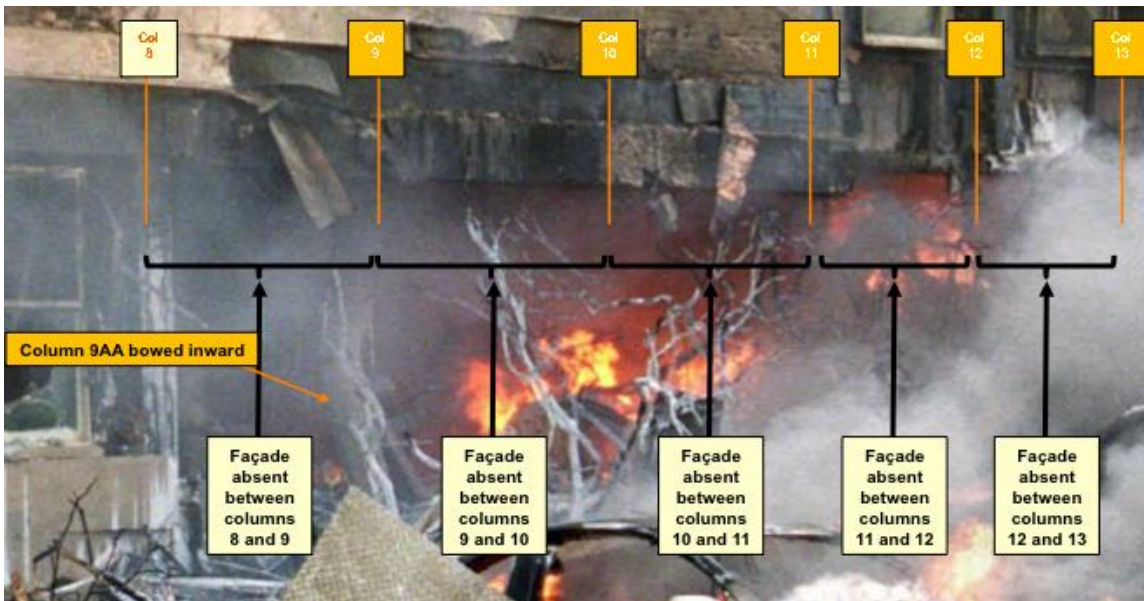 Col
8
Col
9
Col
10
Col
11
Col
12
Col
13
Column 9AA bowed inward
Façade
absent
between
columns
8 and 9
Façade
absent
between
columns
9 and 10
Façade
absent
between
columns
10 and 11
Façade
absent
between
columns
11 and 12
Façade
absent
between
columns
12 and 13